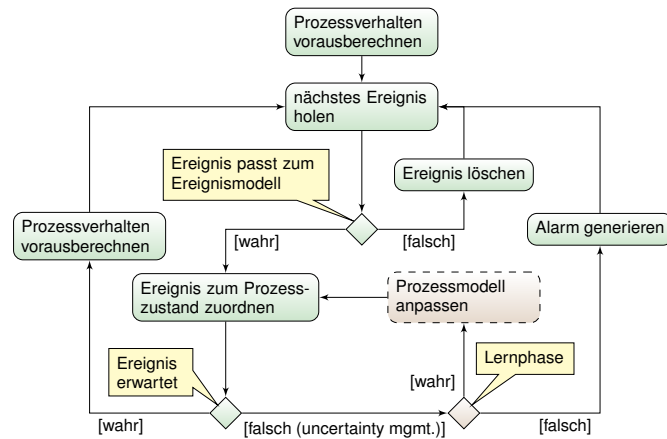 Prozessverhalten
vorausberechnen
nächstes Ereignis
holen
Ereignis passt zum
Ereignismodell
Ereignis löschen
Prozessverhalten
vorausberechnen
Alarm generieren
[wahr]
[falsch]
Ereignis zum Prozess-
zustand zuordnen
Prozessmodell
anpassen
Ereignis
erwartet
Lernphase
[wahr]
[wahr]
[falsch (uncertainty mgmt.)]
[falsch]